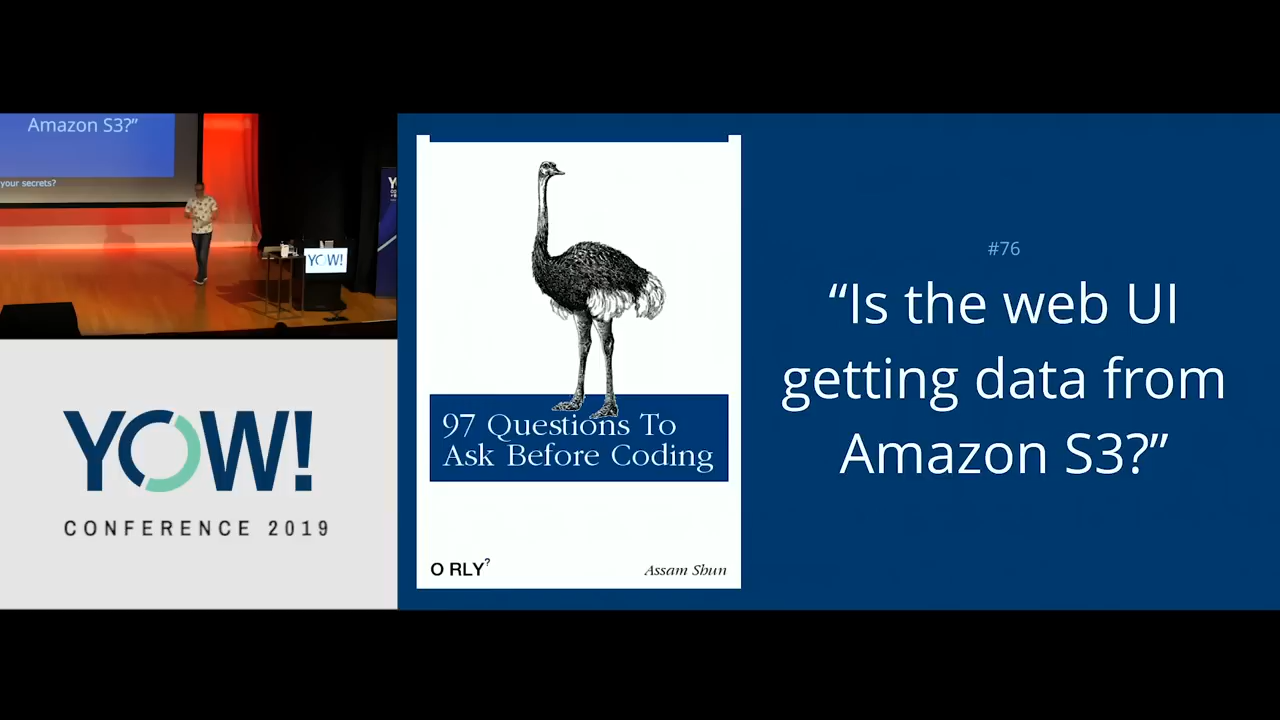 Amazon S3?”
your secrets?
YOW!
YOW!
CONFERENCE 2019
97 Questions To
Ask Before Coding
O RLY?
Assam Shun
#76
“Is the web UI
getting data from
Amazon S3?”